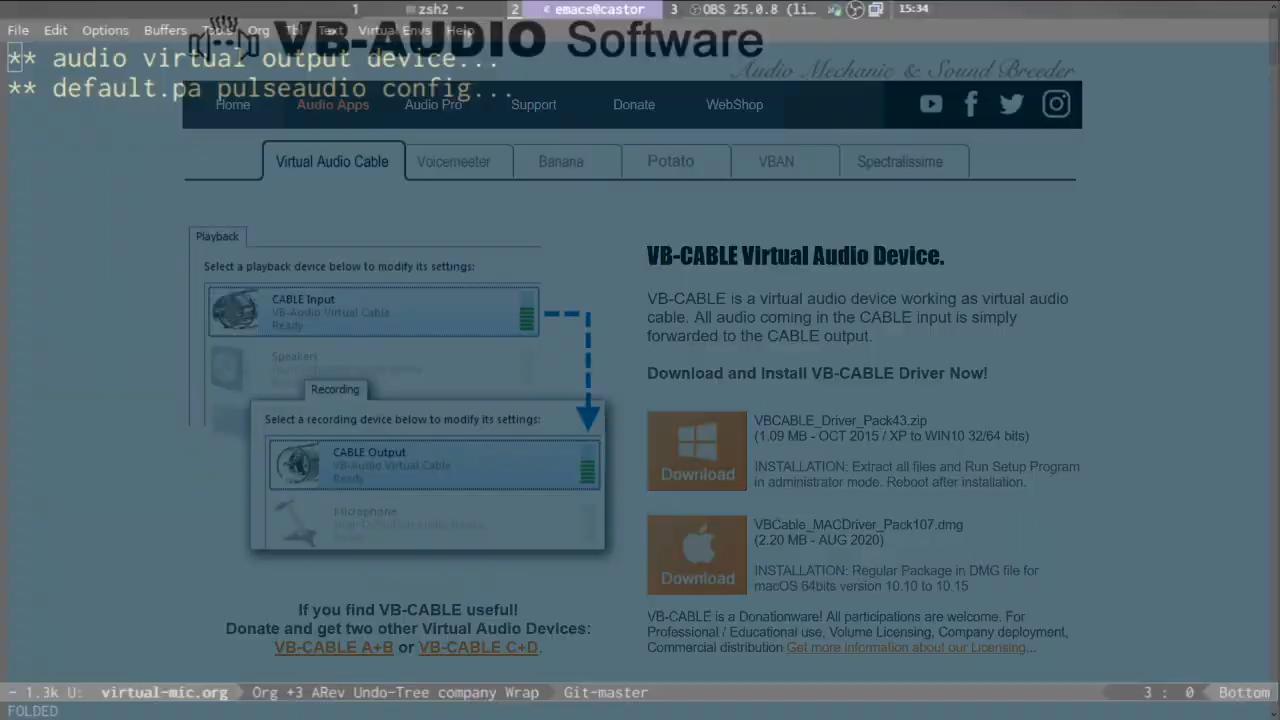 1 zsh2 ~ 2 emacs@castor 3 OBS 25.0.8 (li… 15:34
File Edit Options Buffers Tools Org Tbl Text Virtual Envs Help
VB-AUDIO Software
** audio virtual output device...
Audio Mechanic & Sound Breeder
** default.pa pulseaudio config...
Home Audio Apps Audio Pro Support Donate WebShop
Virtual Audio Cable Voicemeeter Banana Potato VBAN Spectralissime
Playback
Select a playback device below to modify its settings:
CABLE Input
VB-Audio Virtual Cable
Ready
Speakers
Recording
Select a recording device below to modify its settings:
CABLE Output
VB-Audio Virtual Cable
Ready
Microphone
If you find VB-CABLE useful!
Donate and get two other Virtual Audio Devices:
VB-CABLE A+B or VB-CABLE C+D.
VB-CABLE Virtual Audio Device.
VB-CABLE is a virtual audio device working as virtual audio
cable. All audio coming in the CABLE input is simply
forwarded to the CABLE output.
Download and Install VB-CABLE Driver Now!
Download
VBCABLE_Driver_Pack43.zip
(1.09 MB - OCT 2015 / XP to WIN10 32/64 bits)
INSTALLATION: Extract all files and Run Setup Program
in administrator mode. Reboot after installation.
Download
VBCable_MACDriver_Pack107.dmg
(2.20 MB - AUG 2020)
INSTALLATION: Regular Package in DMG file for
macOS 64bits version 10.10 to 10.15
VB-CABLE is a Donationware! All participations are welcome. For
Professional / Educational use, Volume Licensing, Company deployment,
Commercial distribution Get more information about our Licensing...
- 1.3k U: virtual-mic.org Org +3 ARev Undo-Tree company Wrap Git-master 3 : 0 Bottom
FOLDED